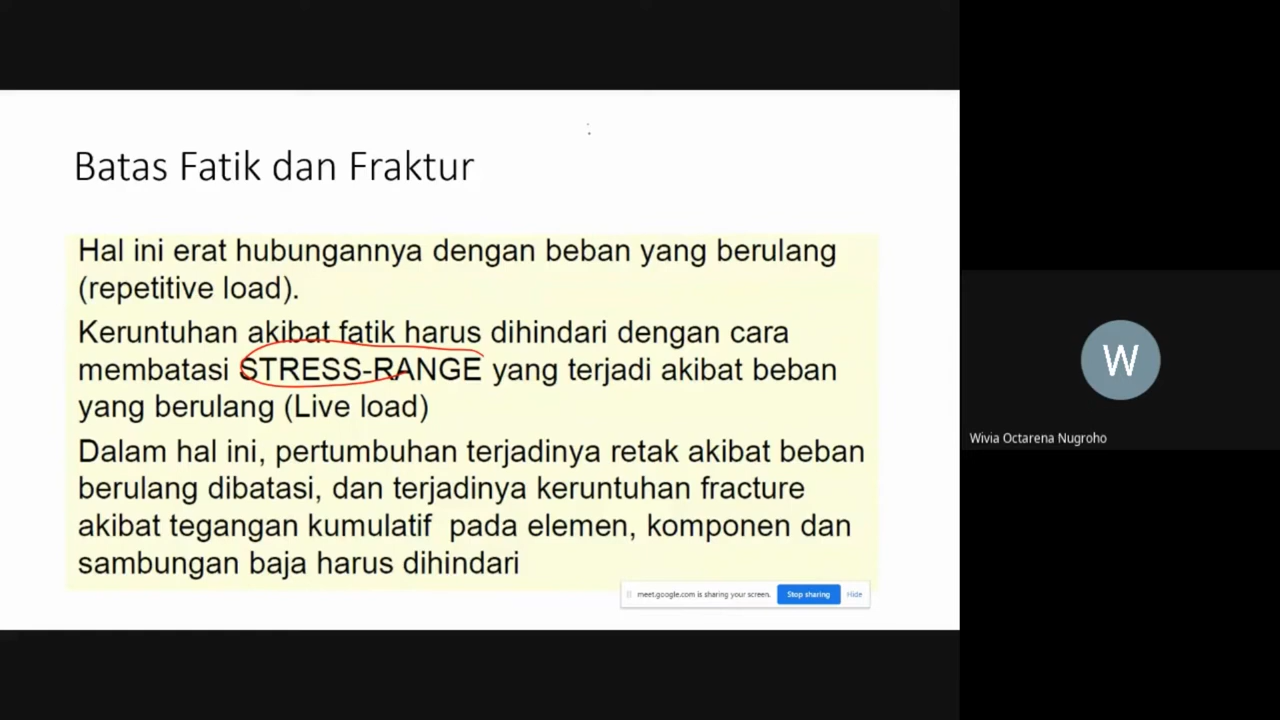 Batas Fatik dan Fraktur
Hal ini erat hubungannya dengan beban yang berulang
(repetitive load).
Keruntuhan akibat fatik harus dihindari dengan cara
membatasi STRESS-RANGE yang terjadi akibat beban
yang berulang (Live load)
Dalam hal ini, pertumbuhan terjadinya retak akibat beban
berulang dibatasi, dan terjadinya keruntuhan fracture
akibat tegangan kumulatif pada elemen, komponen dan
sambungan baja harus dihindari
meet.google.com is sharing your screen. Stop sharing Hide
W
Wivia Octarena Nugroho